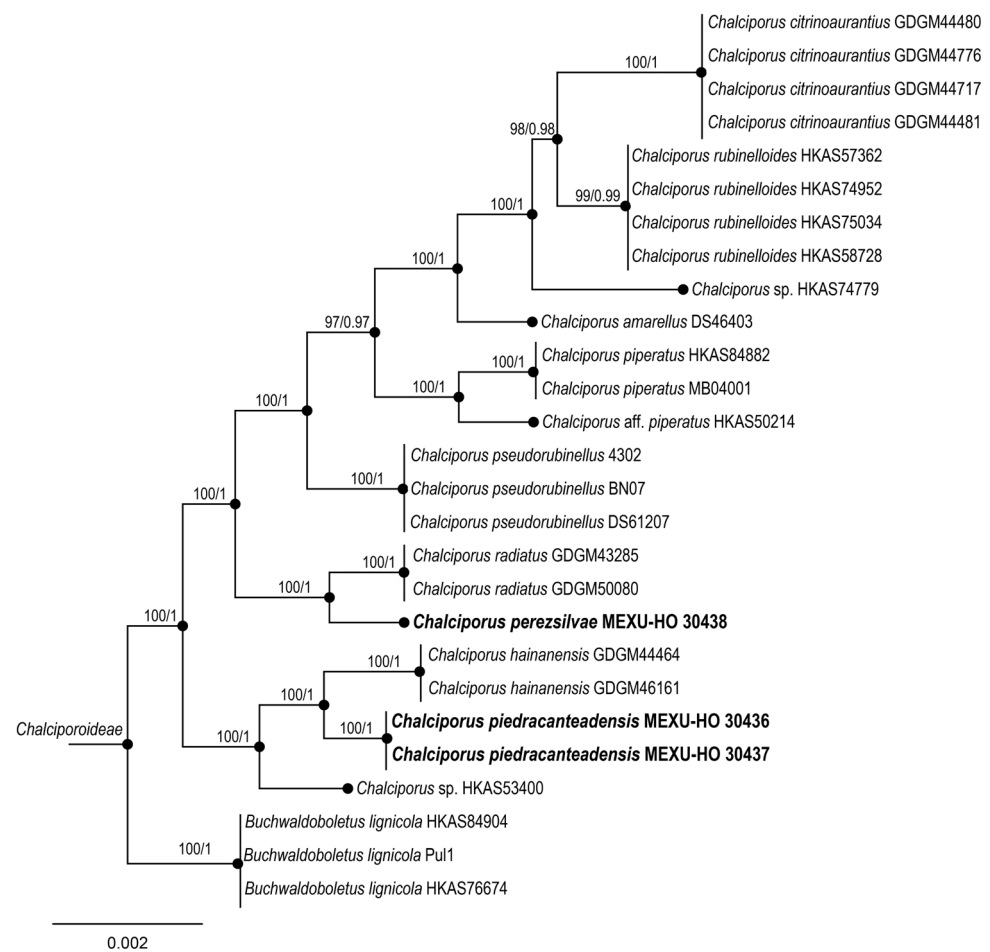 Chalciporus citrinoaurantius GDGM44480
Chalciporus citrinoaurantius GDGM44776
100/1
Chalciporus citrinoaurantius GDGM44717
Chalciporus citrinoaurantius GDGM44481
98/0.98
Chalciporus rubinelloides HKAS57362
Chalciporus rubinelloides HKAS74952
99/0.99
100/1
Chalciporus rubinelloides HKAS75034
Chalciporus rubinelloides HKAS58728
100/1
Chalciporus sp. HKAS74779
97/0.97
Chalciporus amarellus DS46403
Chalciporus piperatus HKAS84882
100/1
Chalciporus piperatus MB04001
100/1
100/1
Chalciporus aff. piperatus HKAS50214
Chalciporus pseudorubinellus 4302
100/1
Chalciporus pseudorubinellus BN07
100/1
Chalciporus pseudorubinellus DS61207
Chalciporus radiatus GDGM43285
100/1
Chalciporus radiatus GDGM50080
100/1
100/1
Chalciporus perezsilvae MEXU-HO 30438
Chalciporus hainanensis GDGM44464
100/1
Chalciporus hainanensis GDGM46161
100/1
Chalciporus piedracanteadensis MEXU-HO 30436
100/1
100/1
Chalciporoideae
Chalciporus piedracanteadensis MEXU-HO 30437
Chalciporus sp. HKAS53400
Buchwaldoboletus lignicola HKAS84904
100/1
Buchwaldoboletus lignicola Pul1
Buchwaldoboletus lignicola HKAS76674
0.002